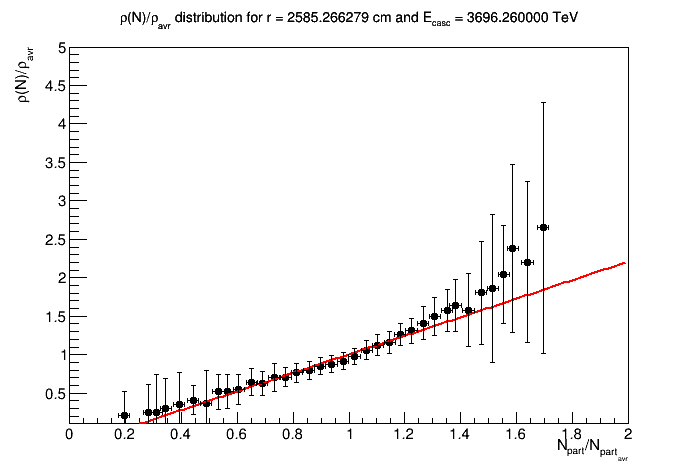 ρ(N)/ρavr distribution for r = 2585.266279 cm and Ecasc = 3696.260000 TeV
ρ(N)/ρavr
5
4.5
4
3.5
3
2.5
2
1.5
1
0.5
0 0.2 0.4 0.6 0.8 1 1.2 1.4 1.6 1.8 2
Npart/Npartavr